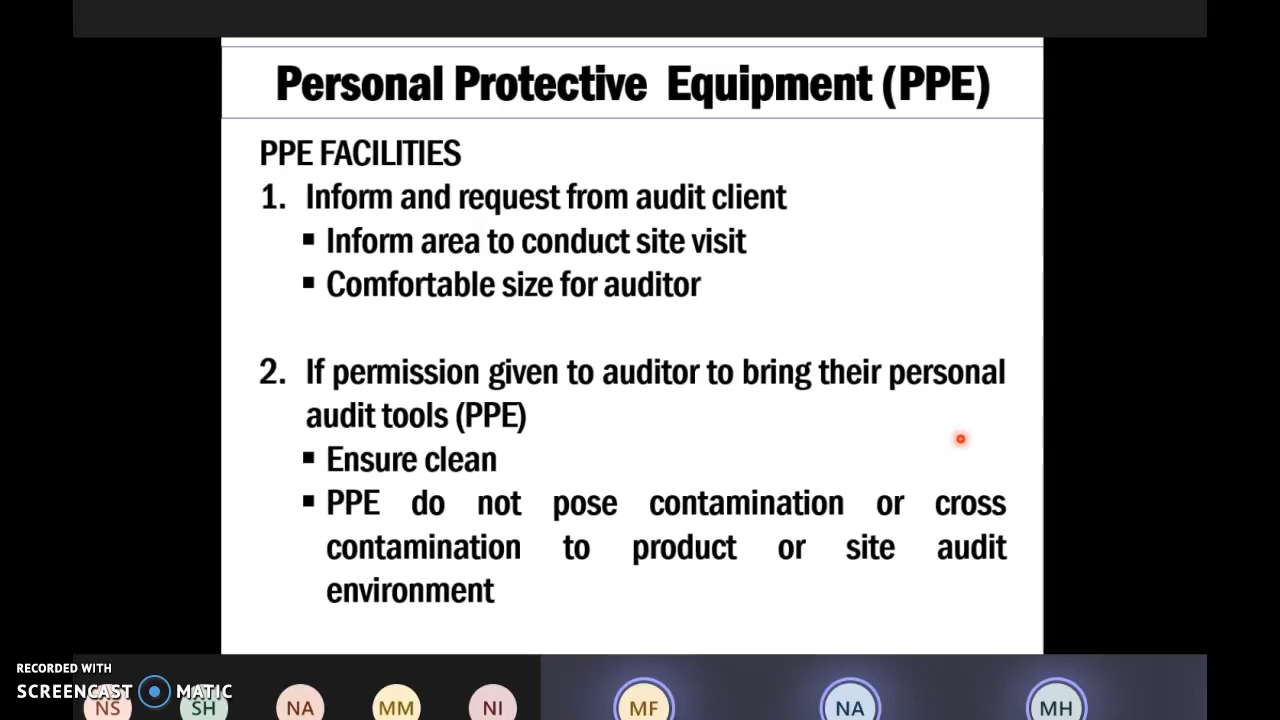 Personal Protective Equipment (PPE)
PPE FACILITIES
1. Inform and request from audit client
▪ Inform area to conduct site visit
▪ Comfortable size for auditor
2. If permission given to auditor to bring their personal
audit tools (PPE)
▪ Ensure clean
▪ PPE do not pose contamination or cross
contamination to product or site audit
environment
RECORDED WITH
SCREENCAST MATIC
NS SH NA MM NI MF NA MH